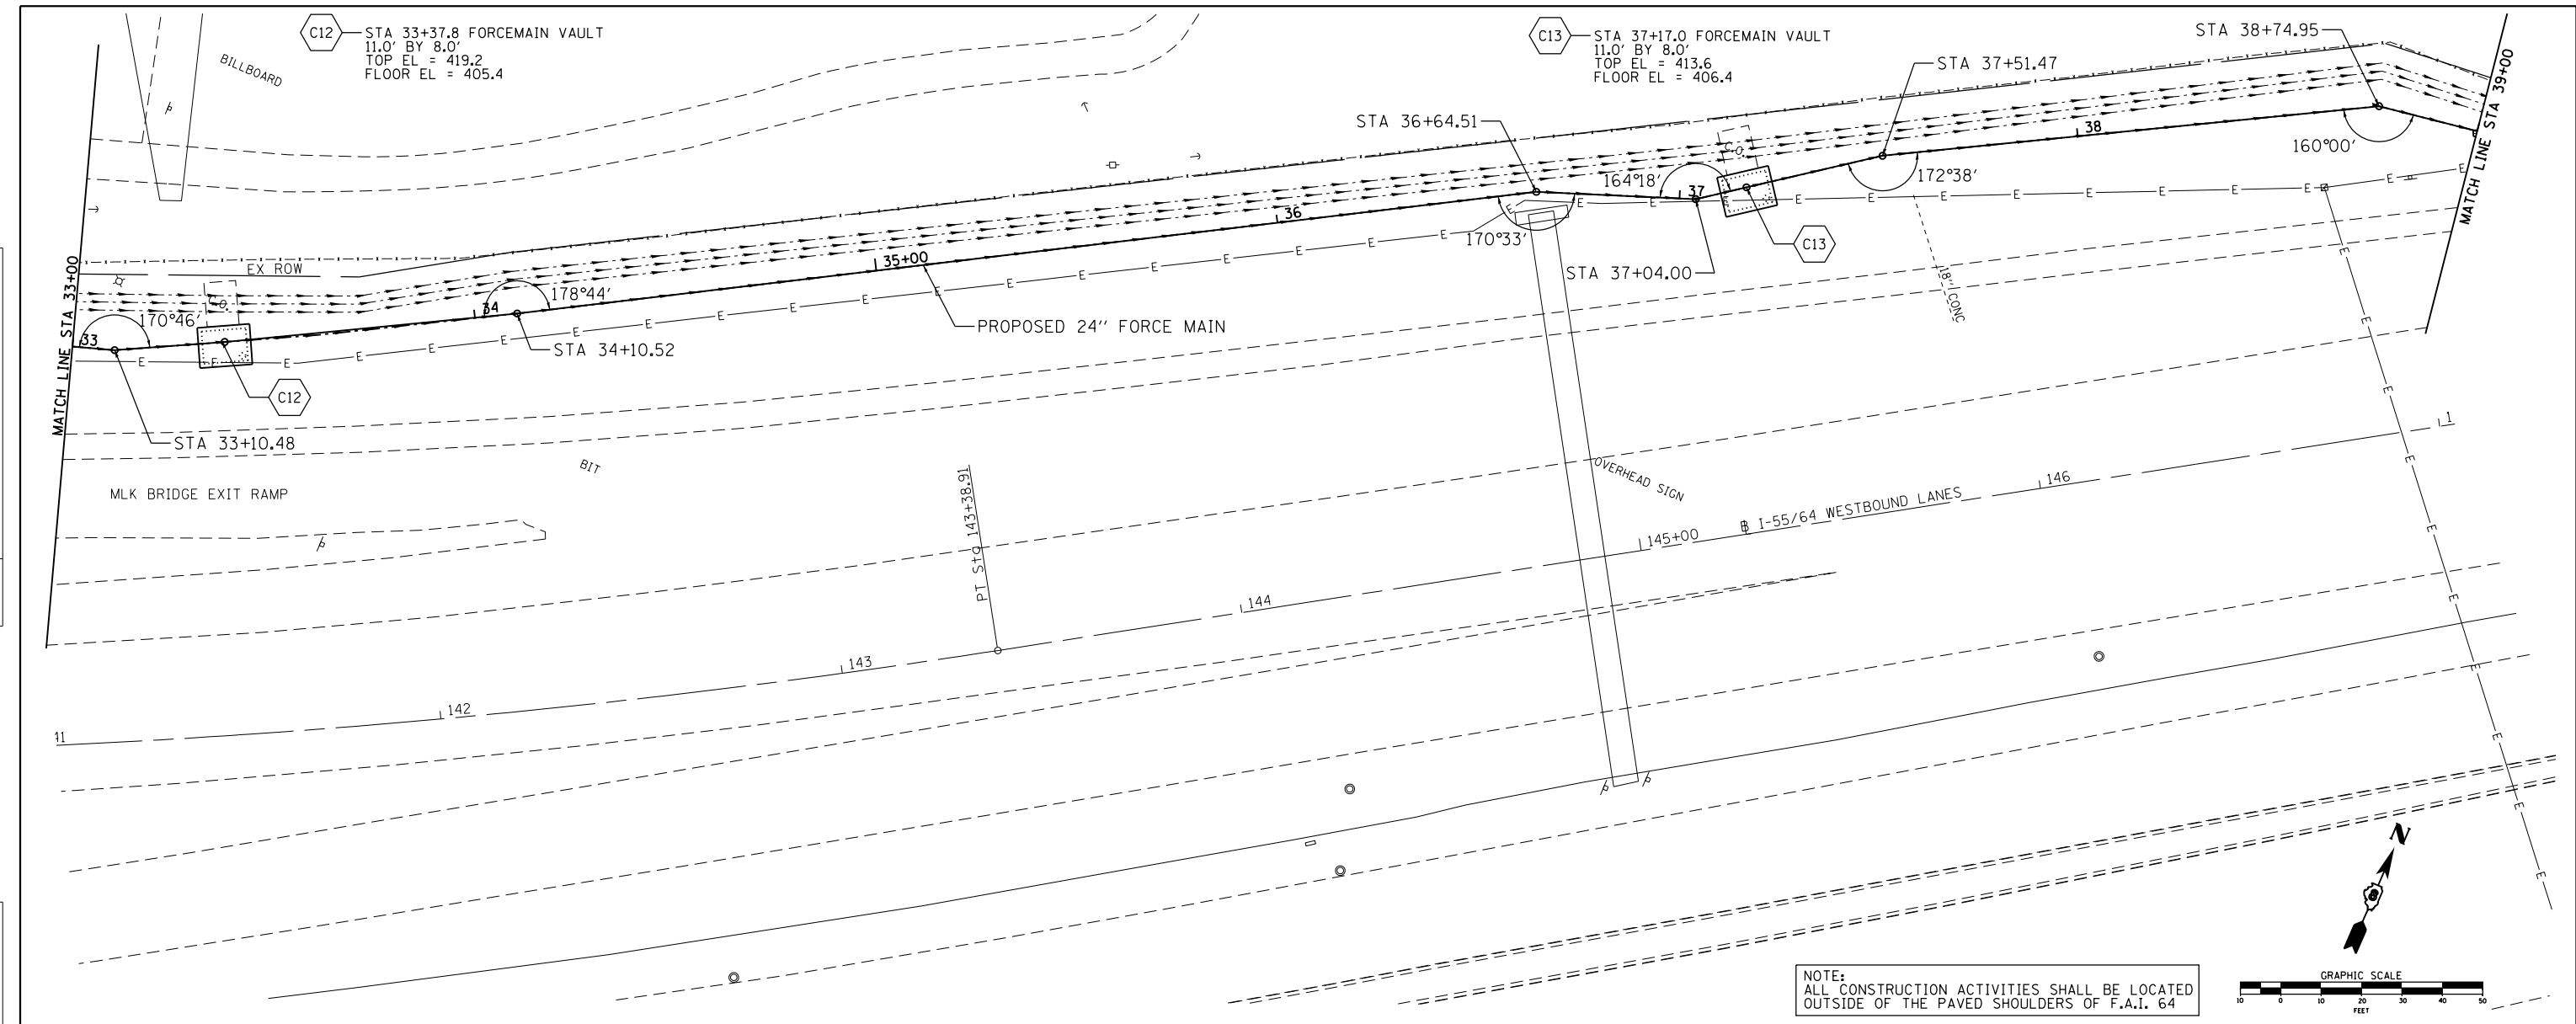 C12
STA 33+37.8 FORCEMAIN VAULT
11.0' BY 8.0'
TOP EL = 419.2
FLOOR EL = 405.4
C13
STA 37+17.0 FORCEMAIN VAULT
11.0' BY 8.0'
TOP EL = 413.6
FLOOR EL = 406.4
STA 38+74.95
BILLBOARD
STA 37+51.47
MATCH LINE STA 39+00
STA 36+64.51
38
160°00'
C.O.
164°18'
37
172°38'
36
170°33'
C13
STA 37+04.00
18'' CONC
35+00
MATCH LINE STA 33+00
EX ROW
C.O.
178°44'
34
170°46'
33
PROPOSED 24'' FORCE MAIN
STA 34+10.52
C12
STA 33+10.48
E E E E E E E E E E E E E E E E E E
E E E E E E E E E E E
E E E E E E E E E E
BIT
MLK BRIDGE EXIT RAMP
OVERHEAD SIGN
PT Sta 143+38.91
1
146
B I-55/64 WESTBOUND LANES
145+00
144
143
142
41
N
NOTE:
ALL CONSTRUCTION ACTIVITIES SHALL BE LOCATED
OUTSIDE OF THE PAVED SHOULDERS OF F.A.I. 64
GRAPHIC SCALE
10 0 10 20 30 40 50
FEET